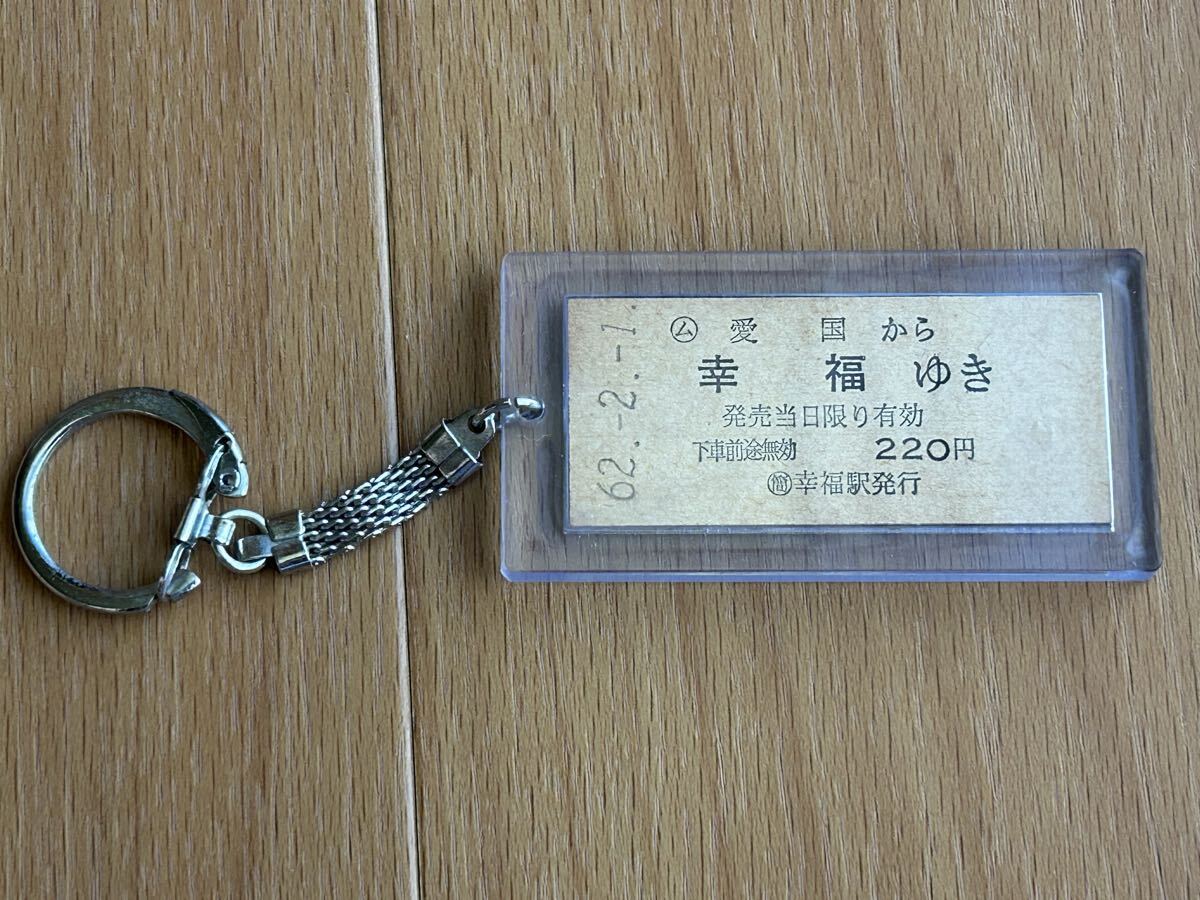 ㋰ 愛 国 から
幸 福 ゆき
発売当日限り有効
下車前途無効 220円
㊢幸福駅発行
62.-2.-1.